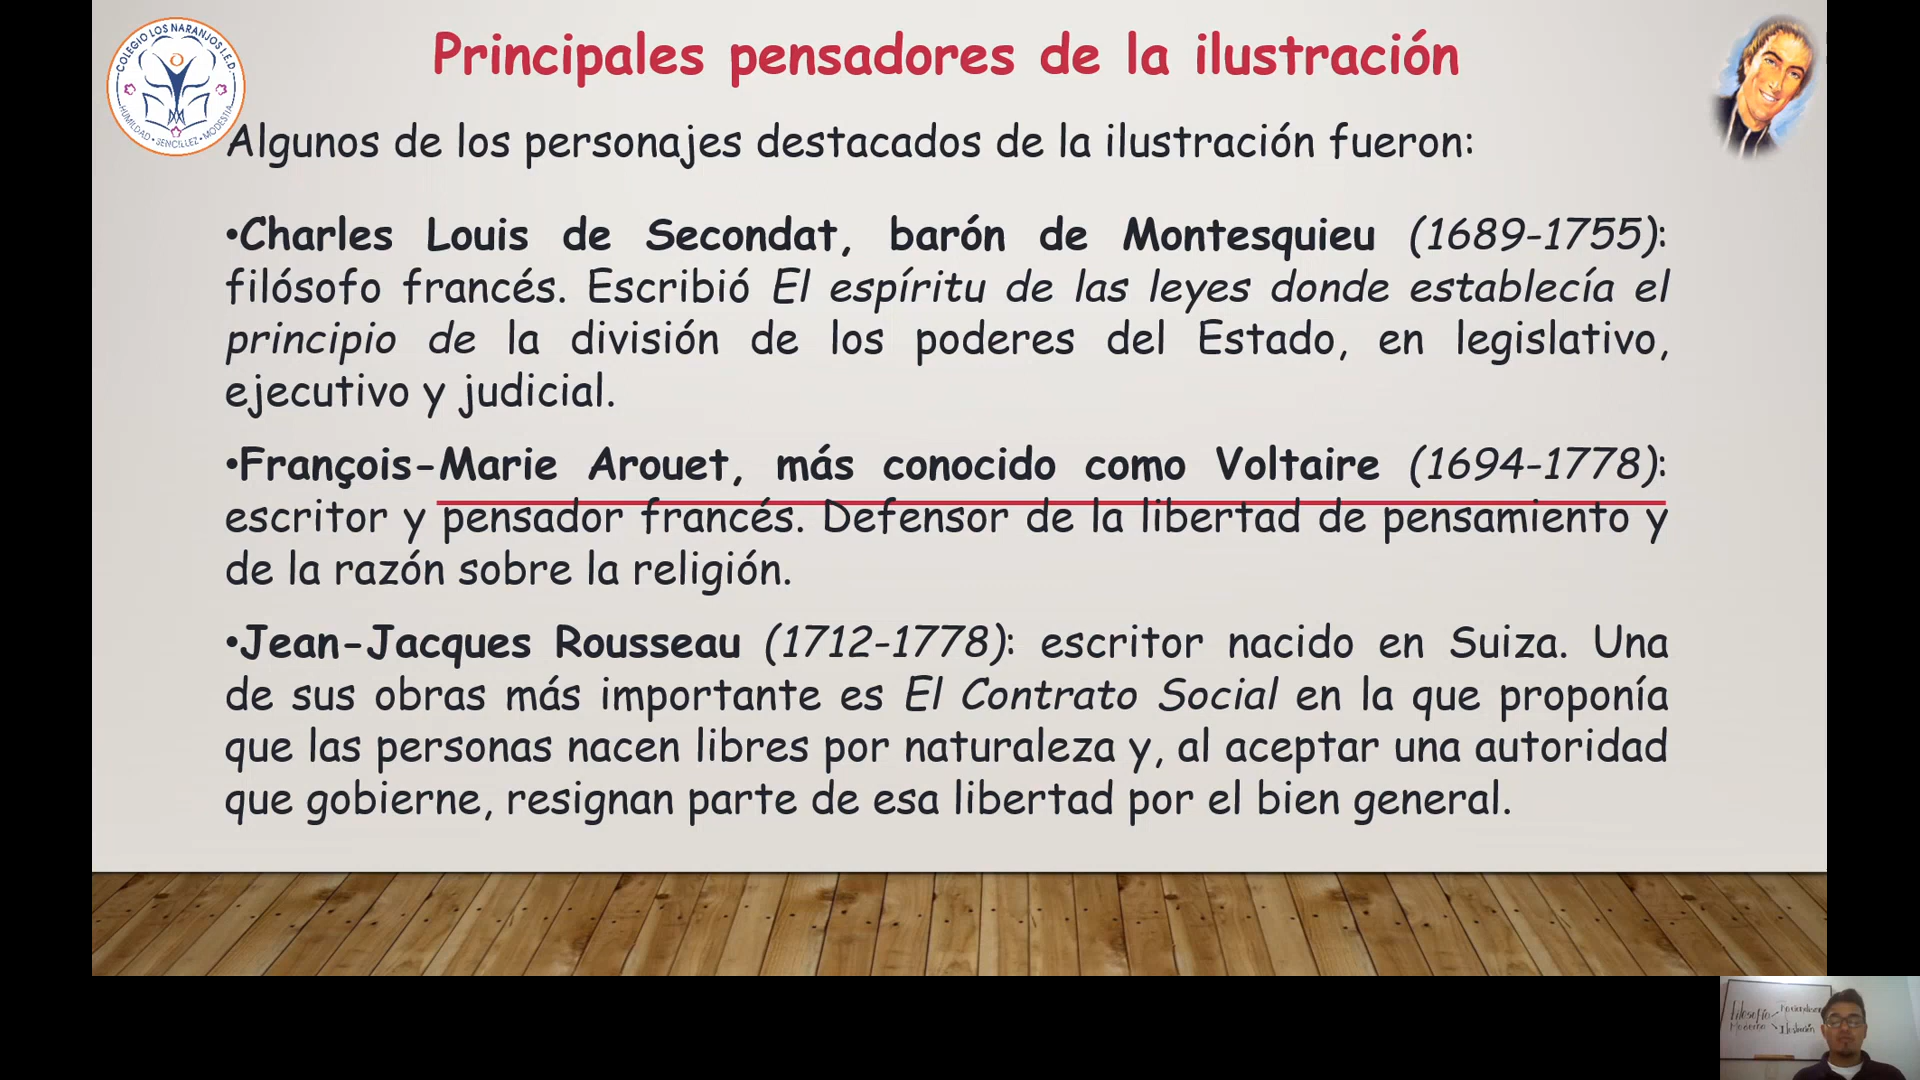 Principales pensadores de la ilustración
COLEGIO LOS NARANJOS I.E.D.
HUMILDAD · SENCILLEZ · MODESTIA
Algunos de los personajes destacados de la ilustración fueron:
•Charles Louis de Secondat, barón de Montesquieu (1689-1755):
filósofo francés. Escribió El espíritu de las leyes donde establecía el
principio de la división de los poderes del Estado, en legislativo,
ejecutivo y judicial.
•François-Marie Arouet, más conocido como Voltaire (1694-1778):
escritor y pensador francés. Defensor de la libertad de pensamiento y
de la razón sobre la religión.
•Jean-Jacques Rousseau (1712-1778): escritor nacido en Suiza. Una
de sus obras más importante es El Contrato Social en la que proponía
que las personas nacen libres por naturaleza y, al aceptar una autoridad
que gobierne, resignan parte de esa libertad por el bien general.
Filosofía
Moderna
Ilustración